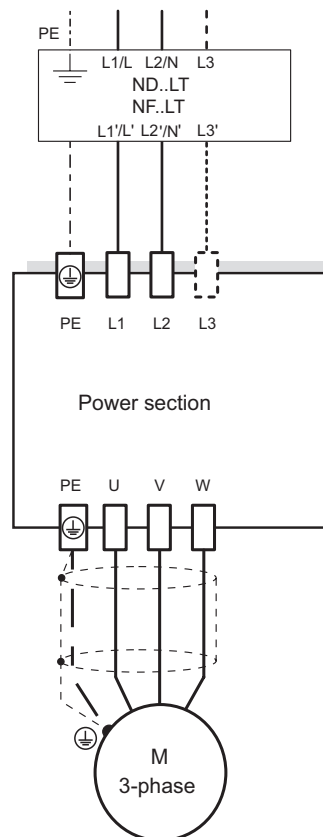 PE
L1/L L2/N L3
ND..LT
NF..LT
L1'/L' L2'/N' L3'
PE L1 L2 L3
Power section
PE U V W
M
3-phase